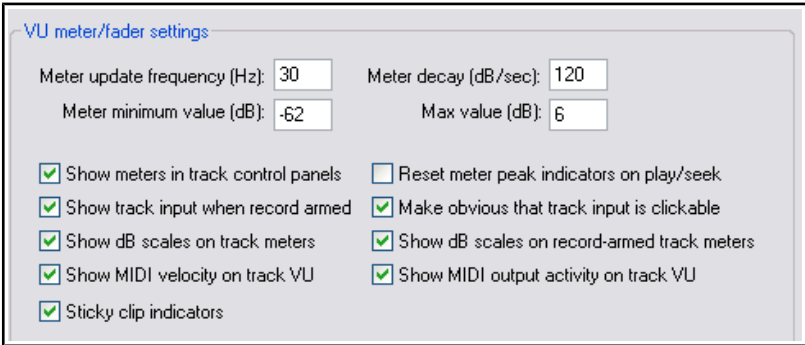 VU meter/fader settings
Meter update frequency (Hz): 30 Meter decay (dB/sec): 120
Meter minimum value (dB): -62 Max value (dB): 6
Show meters in track control panels Reset meter peak indicators on play/seek
Show track input when record armed Make obvious that track input is clickable
Show dB scales on track meters Show dB scales on record-armed track meters
Show MIDI velocity on track VU Show MIDI output activity on track VU
Sticky clip indicators